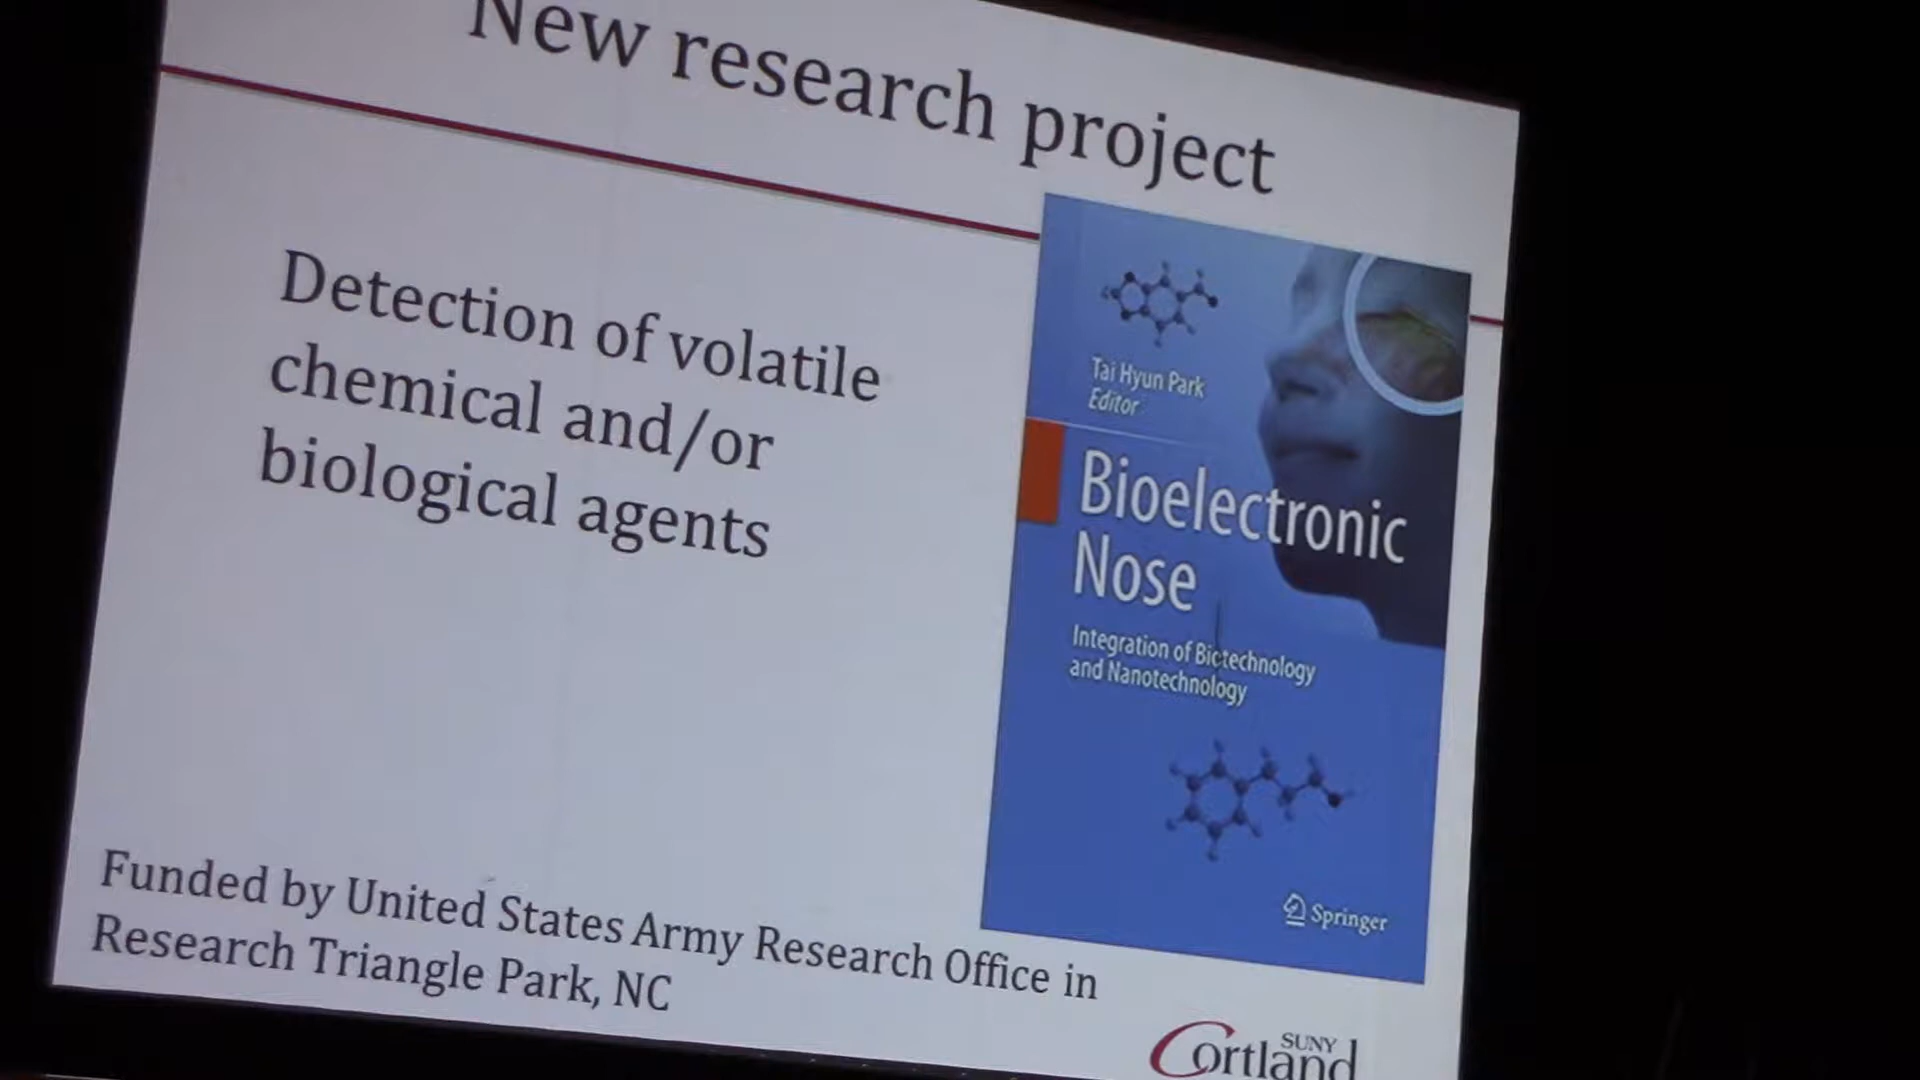 New research project
Detection of volatile
chemical and/or
biological agents
Tai Hyun Park
Editor
Bioelectronic
Nose
Integration of Biotechnology
and Nanotechnology
Springer
Funded by United States Army Research Office in
Research Triangle Park, NC
SUNY
Cortland